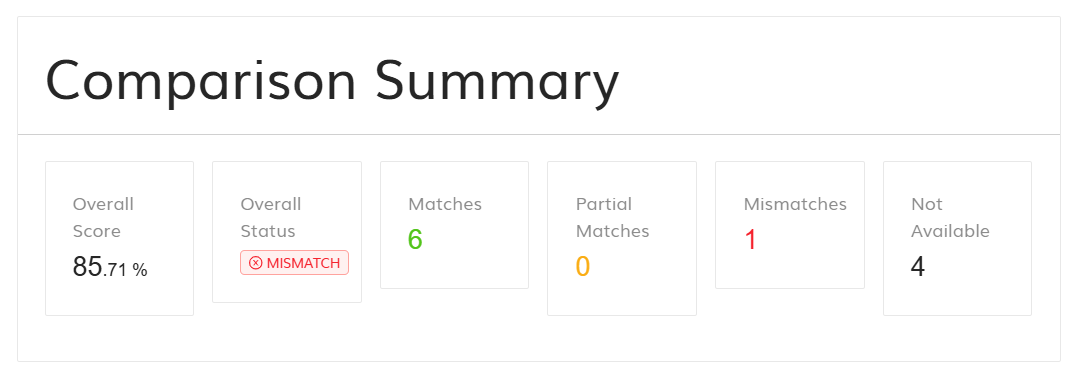 Comparison Summary
Overall
Score
85.71 %
Overall
Status
MISMATCH
Matches
6
Partial
Matches
0
Mismatches
1
Not
Available
4